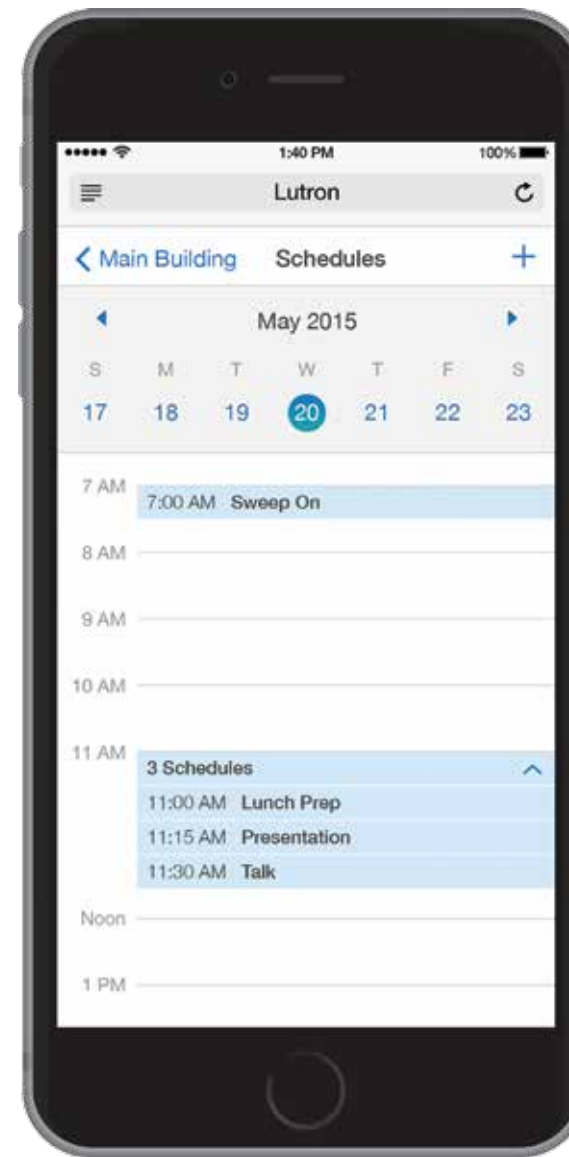 1:40 PM 100%
Lutron
Main Building Schedules +
May 2015
S M T W T F S
17 18 19 20 21 22 23
7 AM
7:00 AM Sweep On
8 AM
9 AM
10 AM
11 AM
3 Schedules
11:00 AM Lunch Prep
11:15 AM Presentation
11:30 AM Talk
Noon
1 PM